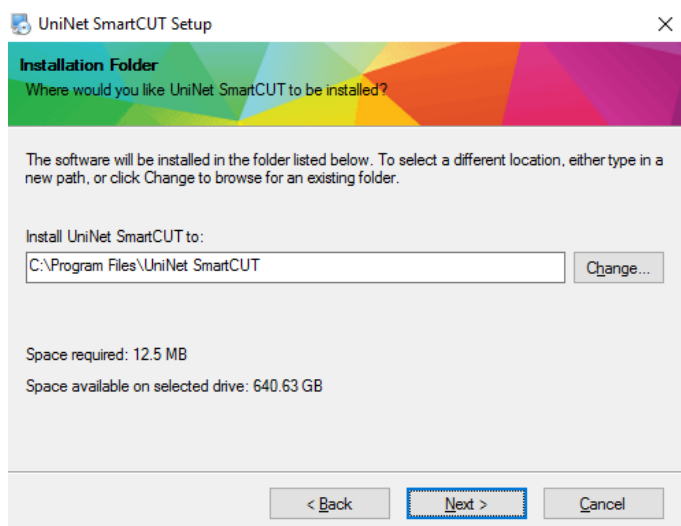 UniNet SmartCUT Setup
Installation Folder
Where would you like UniNet SmartCUT to be installed?
The software will be installed in the folder listed below. To select a different location, either type in a
new path, or click Change to browse for an existing folder.
Install UniNet SmartCUT to:
C:\Program Files\UniNet SmartCUT
Change...
Space required: 12.5 MB
Space available on selected drive: 640.63 GB
< Back
Next >
Cancel